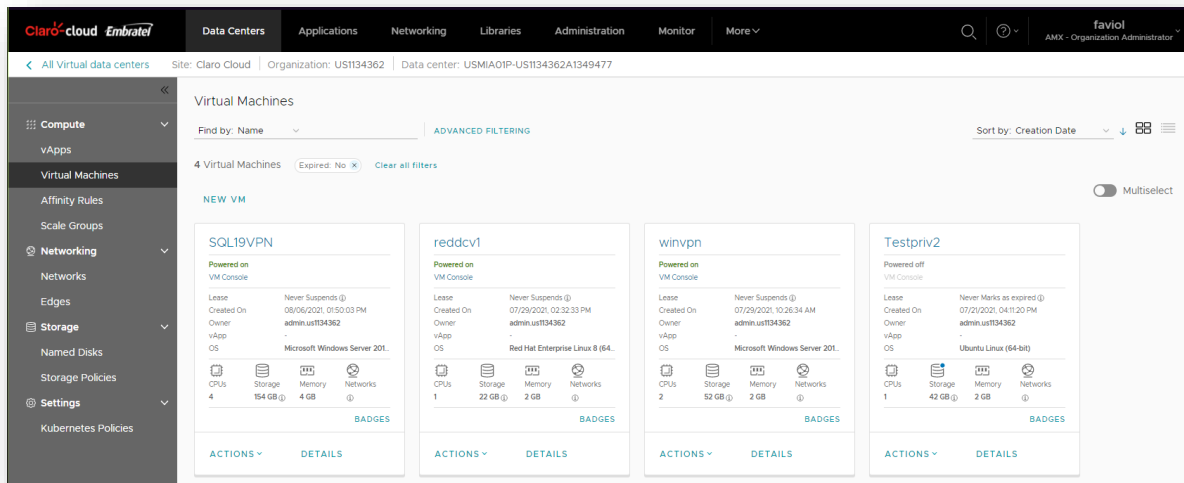 Claro-cloud Embratel Data Centers Applications Networking Libraries Administration Monitor More faviol
AMX - Organization Administrator
All Virtual data centers Site: Claro Cloud Organization: US1134362 Data center: USMIA01P-US1134362A1349477
Compute
vApps
Virtual Machines
Affinity Rules
Scale Groups
Networking
Networks
Edges
Storage
Named Disks
Storage Policies
Settings
Kubernetes Policies
Virtual Machines
Find by: Name ADVANCED FILTERING Sort by: Creation Date
4 Virtual Machines Expired: No Clear all filters
Multiselect
NEW VM
SQL19VPN
Powered on
VM Console
Lease Never Suspends
Created On 08/06/2021, 01:50:03 PM
Owner admin.us1134362
vApp -
OS Microsoft Windows Server 201...
CPUs Storage Memory Networks
4 154 GB 4 GB
BADGES
ACTIONS DETAILS
reddcv1
Powered on
VM Console
Lease Never Suspends
Created On 07/29/2021, 02:32:33 PM
Owner admin.us1134362
vApp -
OS Red Hat Enterprise Linux 8 (64...
CPUs Storage Memory Networks
1 22 GB 2 GB
BADGES
ACTIONS DETAILS
winvpn
Powered on
VM Console
Lease Never Suspends
Created On 07/29/2021, 10:26:34 AM
Owner admin.us1134362
vApp -
OS Microsoft Windows Server 201...
CPUs Storage Memory Networks
2 52 GB 2 GB
BADGES
ACTIONS DETAILS
Testpriv2
Powered off
VM Console
Lease Never Marks as expired
Created On 07/21/2021, 04:11:20 PM
Owner admin.us1134362
vApp -
OS Ubuntu Linux (64-bit)
CPUs Storage Memory Networks
1 42 GB 2 GB
BADGES
ACTIONS DETAILS